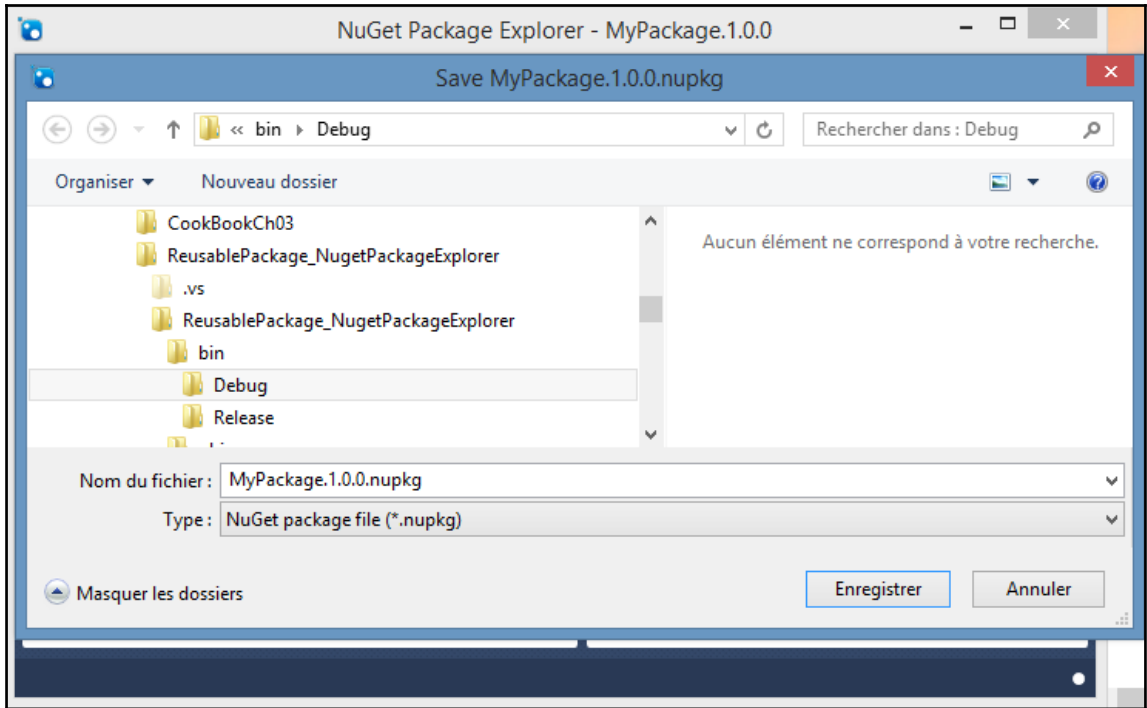 NuGet Package Explorer - MyPackage.1.0.0
Save MyPackage.1.0.0.nupkg
« bin Debug
Rechercher dans : Debug
Organiser
Nouveau dossier
CookBookCh03
ReusablePackage_NugetPackageExplorer
.vs
ReusablePackage_NugetPackageExplorer
bin
Debug
Release
Aucun élément ne correspond à votre recherche.
Nom du fichier : MyPackage.1.0.0.nupkg
Type : NuGet package file (*.nupkg)
Masquer les dossiers
Enregistrer
Annuler